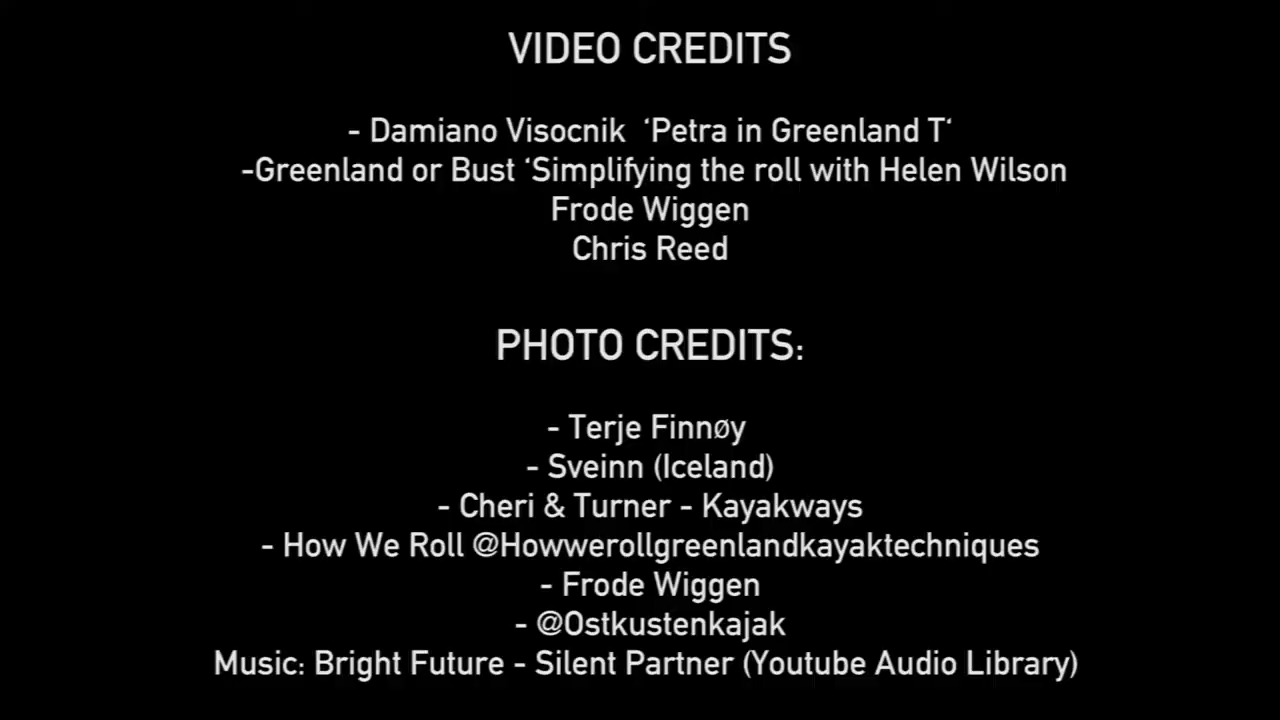 VIDEO CREDITS
- Damiano Visocnik ‘Petra in Greenland T‘
-Greenland or Bust ‘Simplifying the roll with Helen Wilson
Frode Wiggen
Chris Reed
PHOTO CREDITS:
- Terje Finnøy
- Sveinn (Iceland)
- Cheri & Turner - Kayakways
- How We Roll @Howwerollgreenlandkayaktechniques
- Frode Wiggen
- @Ostkustenkajak
Music: Bright Future - Silent Partner (Youtube Audio Library)